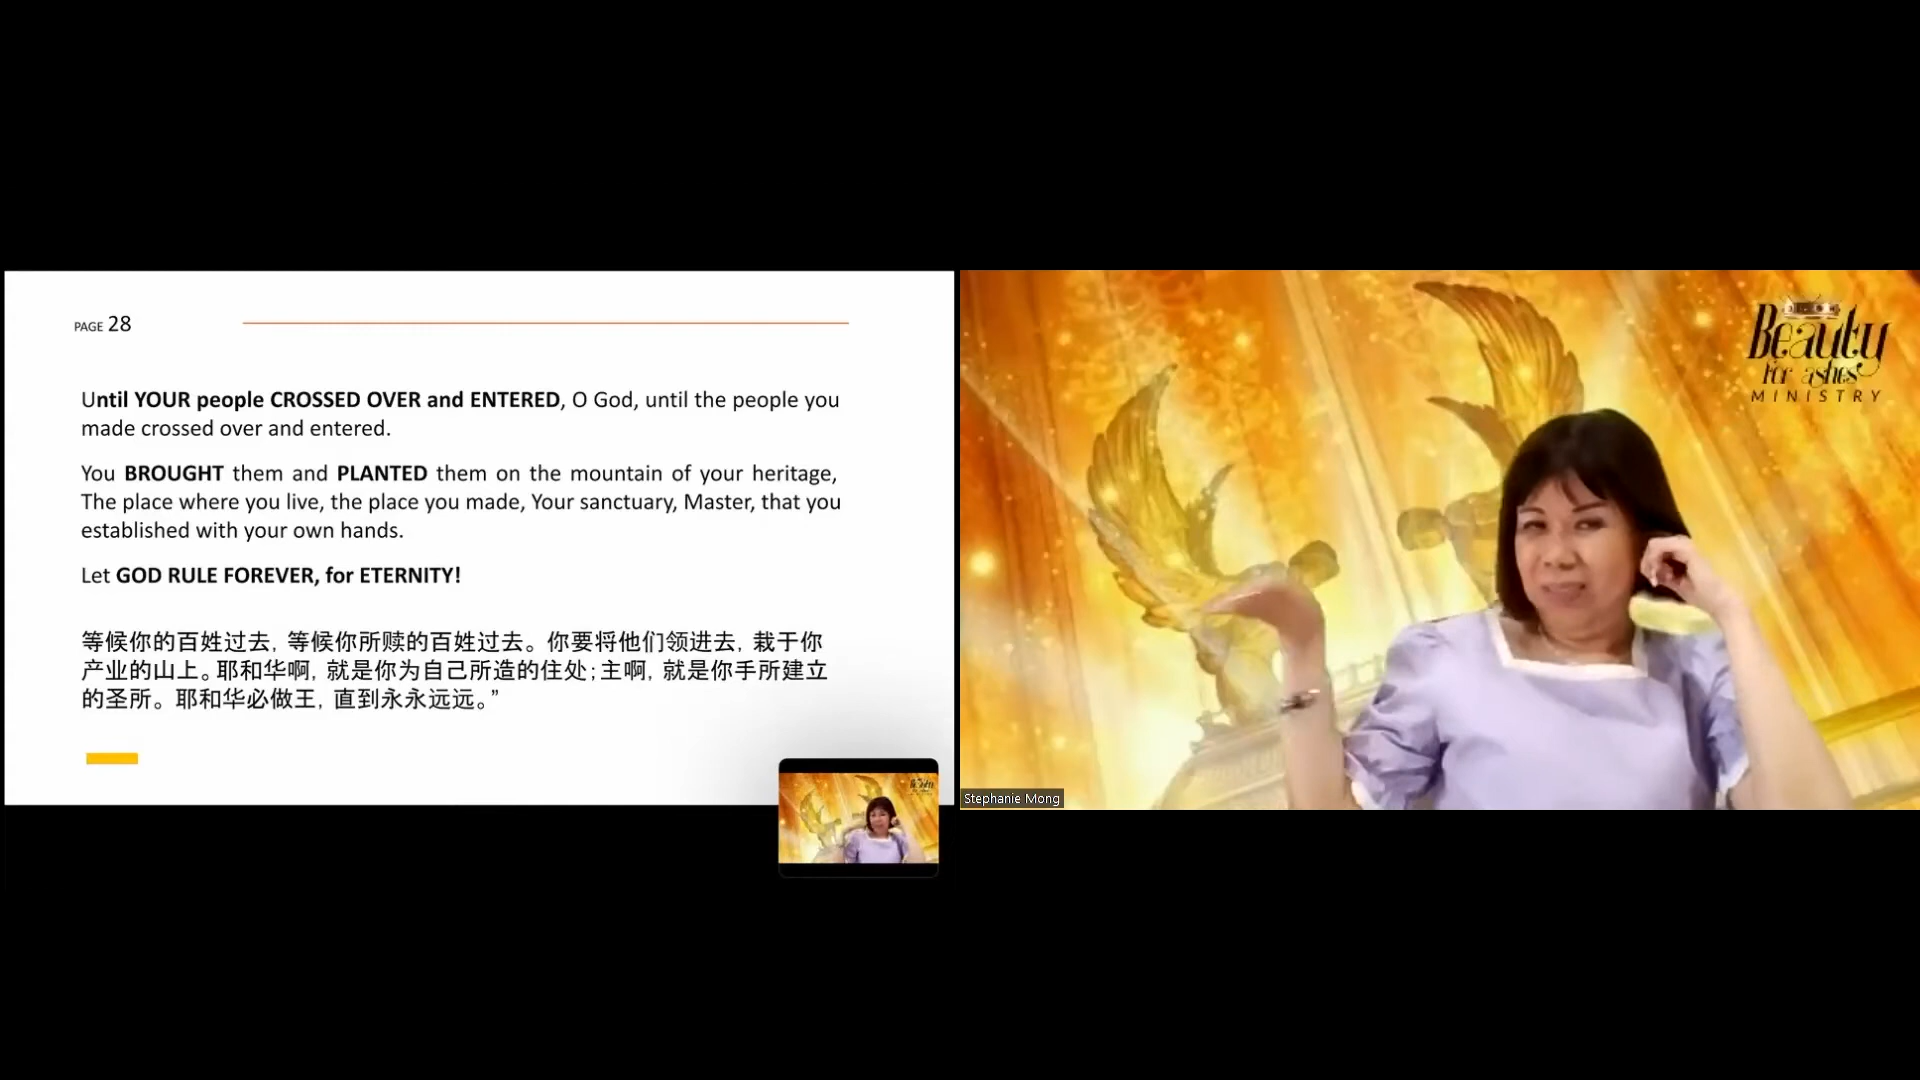 PAGE 28
Until YOUR people CROSSED OVER and ENTERED, O God, until the people you
made crossed over and entered.
You BROUGHT them and PLANTED them on the mountain of your heritage,
The place where you live, the place you made, Your sanctuary, Master, that you
established with your own hands.
Let GOD RULE FOREVER, for ETERNITY!
等候你的百姓过去，等候你所赎的百姓过去。你要将他们领进去，栽于你
产业的山上。耶和华啊，就是你为自己所造的住处；主啊，就是你手所建立
的圣所。耶和华必做王，直到永永远远。”
Beauty
For ashes
MINISTRY
Stephanie Mong